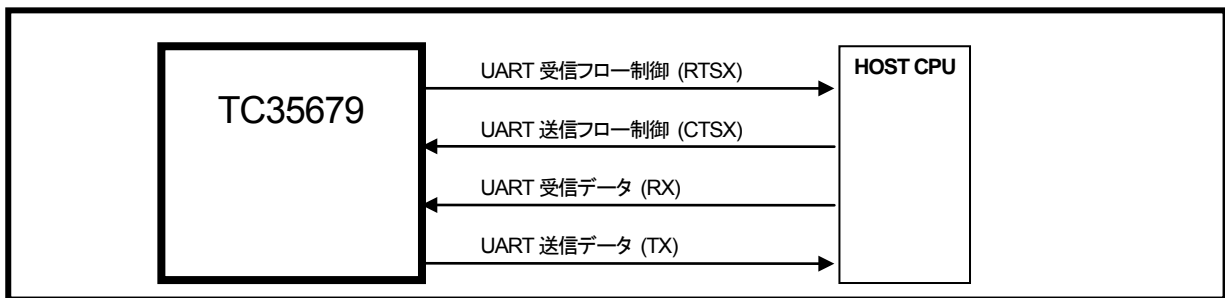 TC35679
UART 受信フロー制御 (RTSX)
UART 送信フロー制御 (CTSX)
UART 受信データ (RX)
UART 送信データ (TX)
HOST CPU